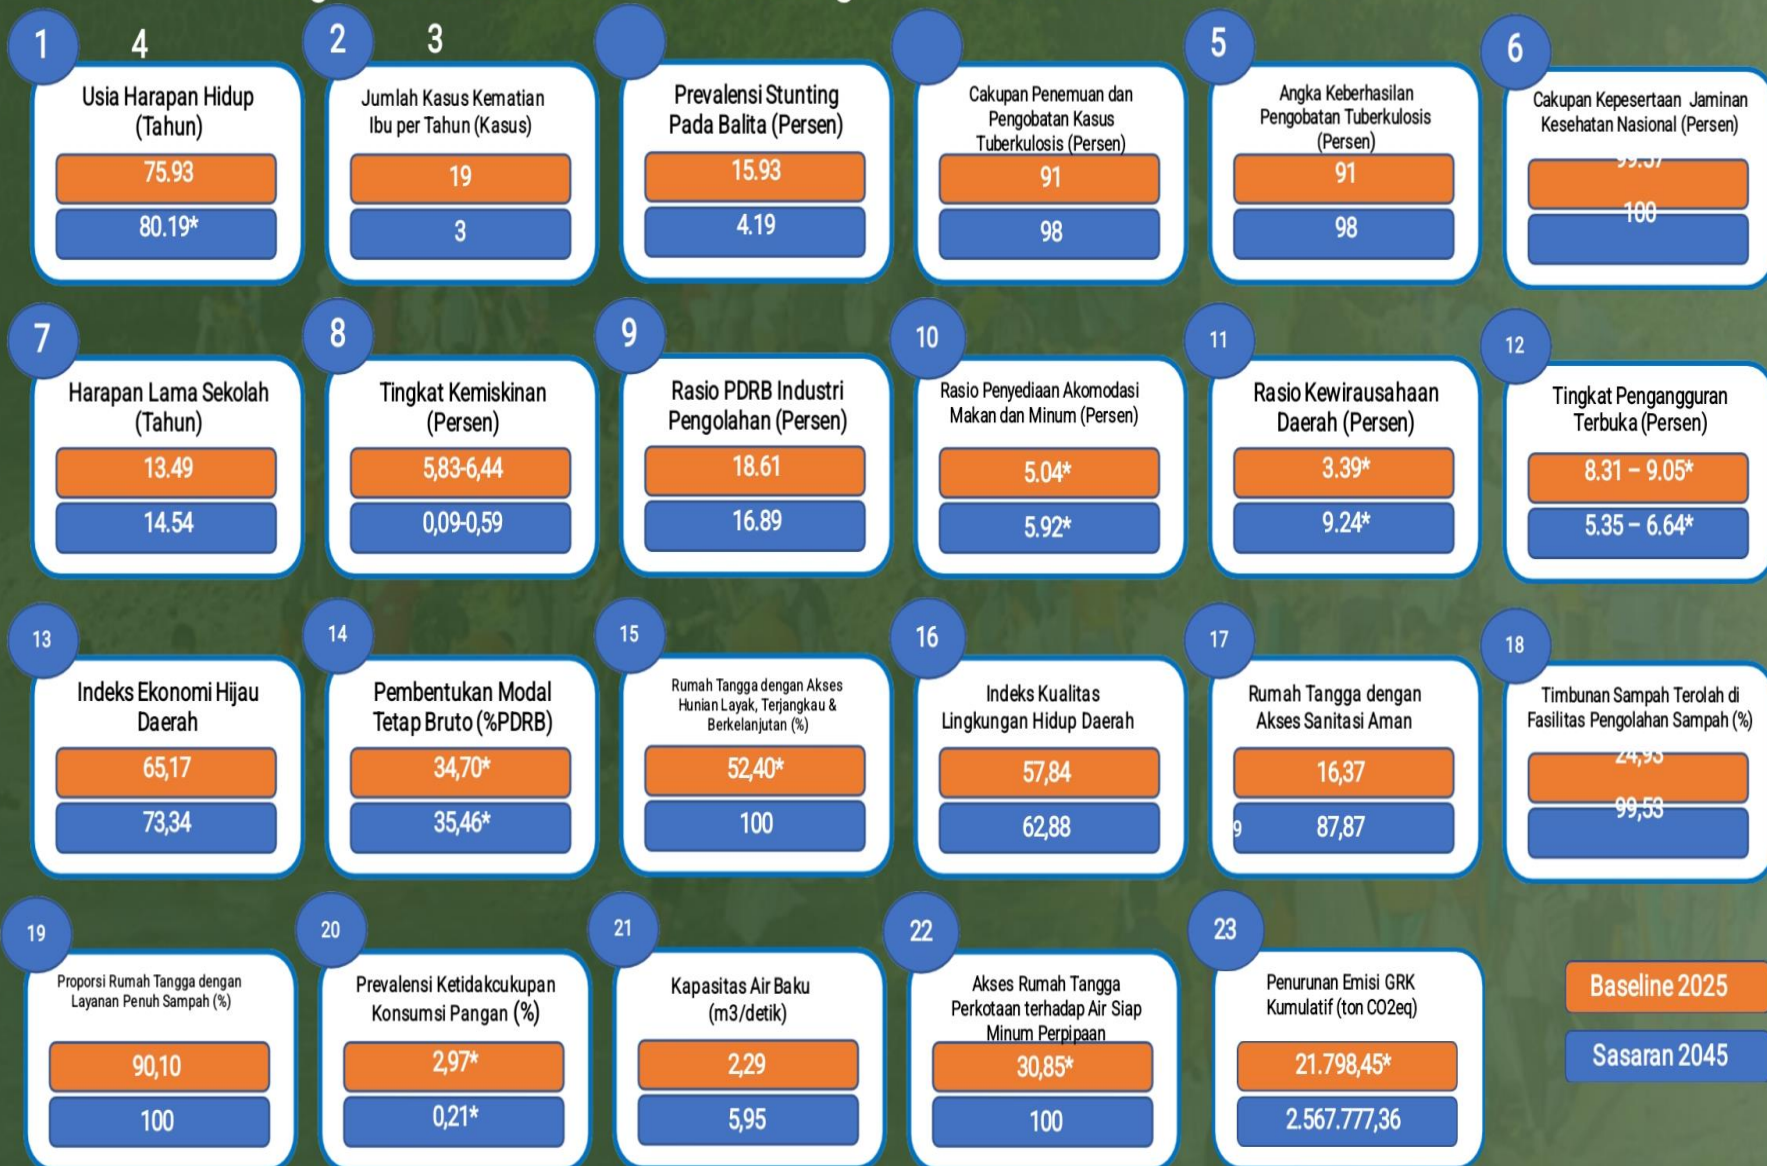 1
4
2
3
5
6
Usia Harapan Hidup
(Tahun)
75.93
80.19*
Jumlah Kasus Kematian
Ibu per Tahun (Kasus)
19
3
Prevalensi Stunting
Pada Balita (Persen)
15.93
4.19
Cakupan Penemuan dan
Pengobatan Kasus
Tuberkulosis (Persen)
91
98
Angka Keberhasilan
Pengobatan Tuberkulosis
(Persen)
91
98
Cakupan Kepesertaan Jaminan
Kesehatan Nasional (Persen)
100
7
Harapan Lama Sekolah
(Tahun)
13.49
14.54
8
Tingkat Kemiskinan
(Persen)
5,83-6,44
0,09-0,59
9
Rasio PDRB Industri
Pengolahan (Persen)
18.61
16.89
10
Rasio Penyediaan Akomodasi
Makan dan Minum (Persen)
5.04*
5.92*
11
Rasio Kewirausahaan
Daerah (Persen)
3.39*
9.24*
12
Tingkat Pengangguran
Terbuka (Persen)
8.31 – 9.05*
5.35 – 6.64*
13
Indeks Ekonomi Hijau
Daerah
65,17
73,34
14
Pembentukan Modal
Tetap Bruto (%PDRB)
34,70*
35,46*
15
Rumah Tangga dengan Akses
Hunian Layak, Terjangkau &
Berkelanjutan (%)
52,40*
100
16
Indeks Kualitas
Lingkungan Hidup Daerah
57,84
62,88
17
Rumah Tangga dengan
Akses Sanitasi Aman
16,37
9 87,87
18
Timbunan Sampah Terolah di
Fasilitas Pengolahan Sampah (%)
24,93
99,53
19
Proporsi Rumah Tangga dengan
Layanan Penuh Sampah (%)
90,10
100
20
Prevalensi Ketidakcukupan
Konsumsi Pangan (%)
2,97*
0,21*
21
Kapasitas Air Baku
(m3/detik)
2,29
5,95
22
Akses Rumah Tangga
Perkotaan terhadap Air Siap
Minum Perpipaan
30,85*
100
23
Penurunan Emisi GRK
Kumulatif (ton CO2eq)
21.798,45*
2.567.777,36
Baseline 2025
Sasaran 2045